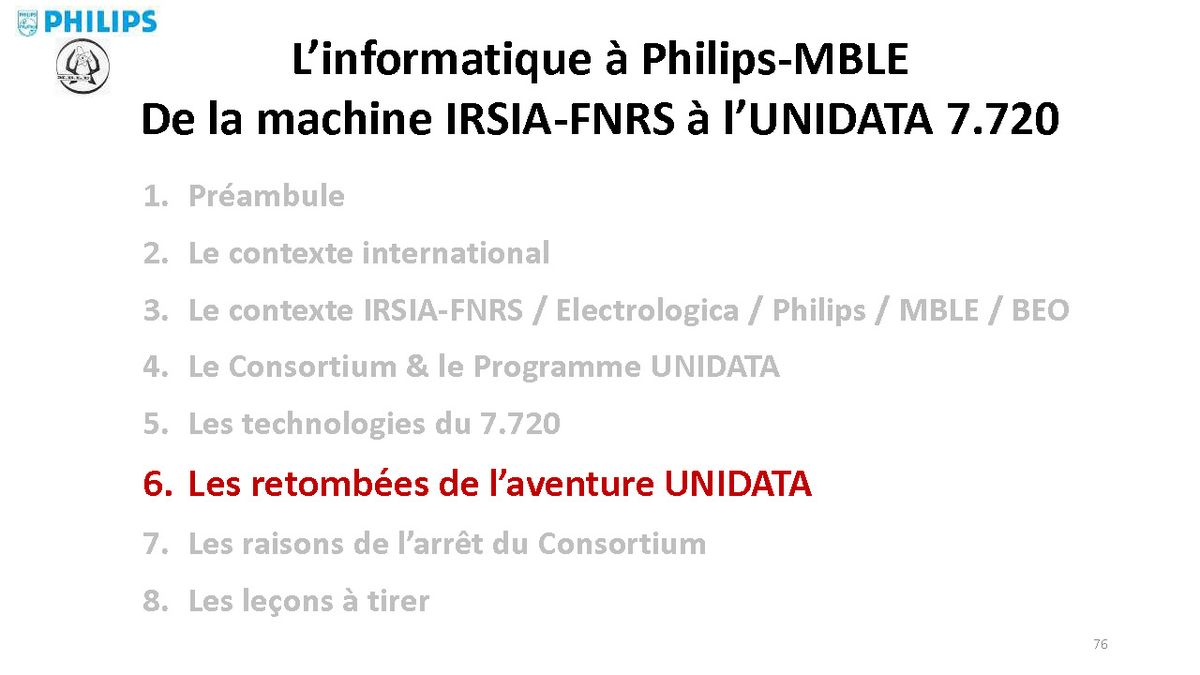 PHILIPS
L’informatique à Philips-MBLE
De la machine IRSIA-FNRS à l’UNIDATA 7.720
1. Préambule
2. Le contexte international
3. Le contexte IRSIA-FNRS / Electrologica / Philips / MBLE / BEO
4. Le Consortium & le Programme UNIDATA
5. Les technologies du 7.720
6. Les retombées de l’aventure UNIDATA
7. Les raisons de l’arrêt du Consortium
8. Les leçons à tirer
76